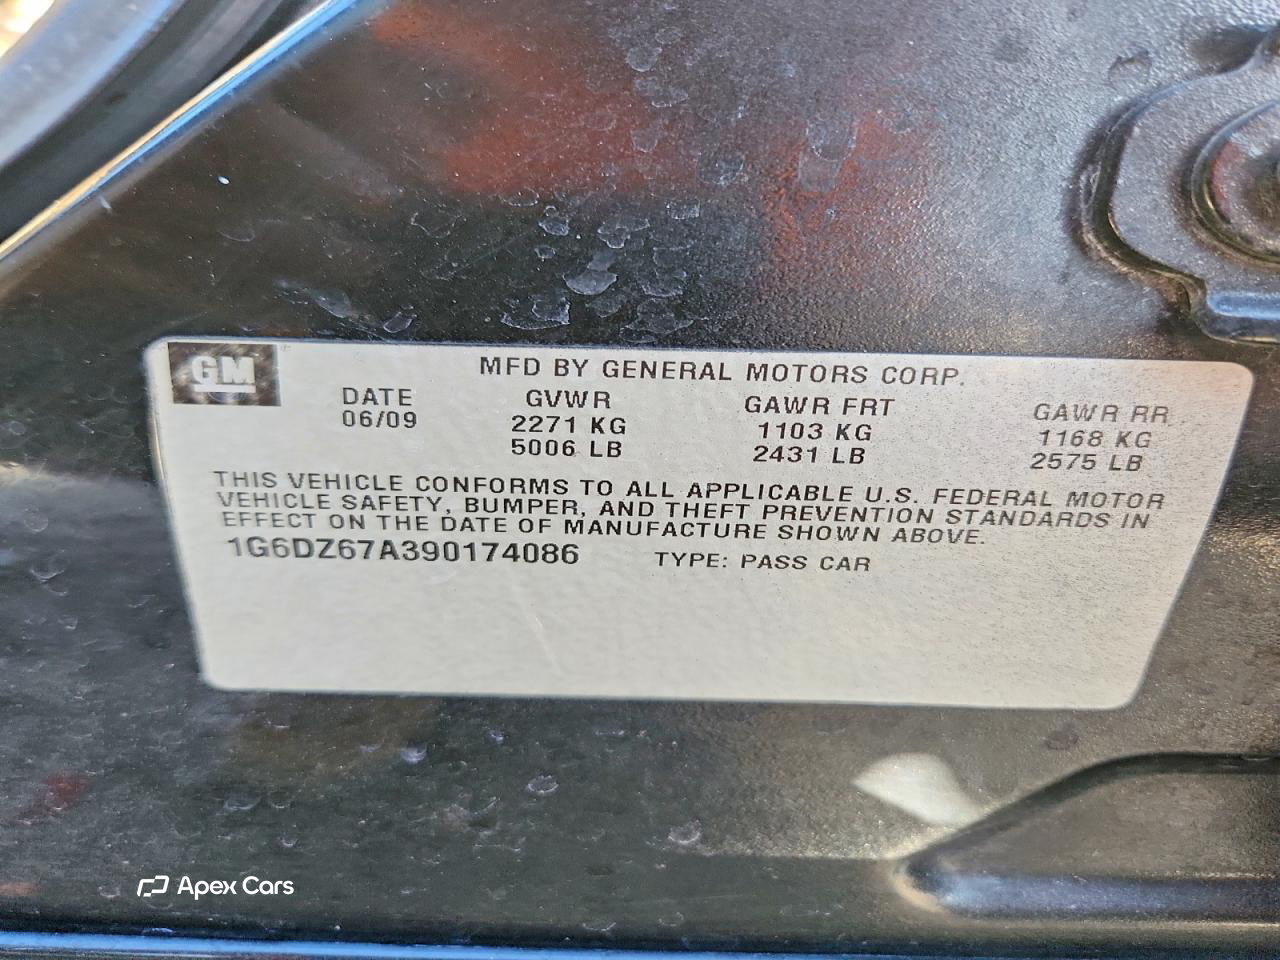 GM
MFD BY GENERAL MOTORS CORP.
DATE GVWR GAWR FRT GAWR RR
06/09 2271 KG 1103 KG 1168 KG
5006 LB 2431 LB 2575 LB
THIS VEHICLE CONFORMS TO ALL APPLICABLE U.S. FEDERAL MOTOR
VEHICLE SAFETY, BUMPER, AND THEFT PREVENTION STANDARDS IN
EFFECT ON THE DATE OF MANUFACTURE SHOWN ABOVE.
1G6DZ67A390174086 TYPE: PASS CAR
Apex Cars